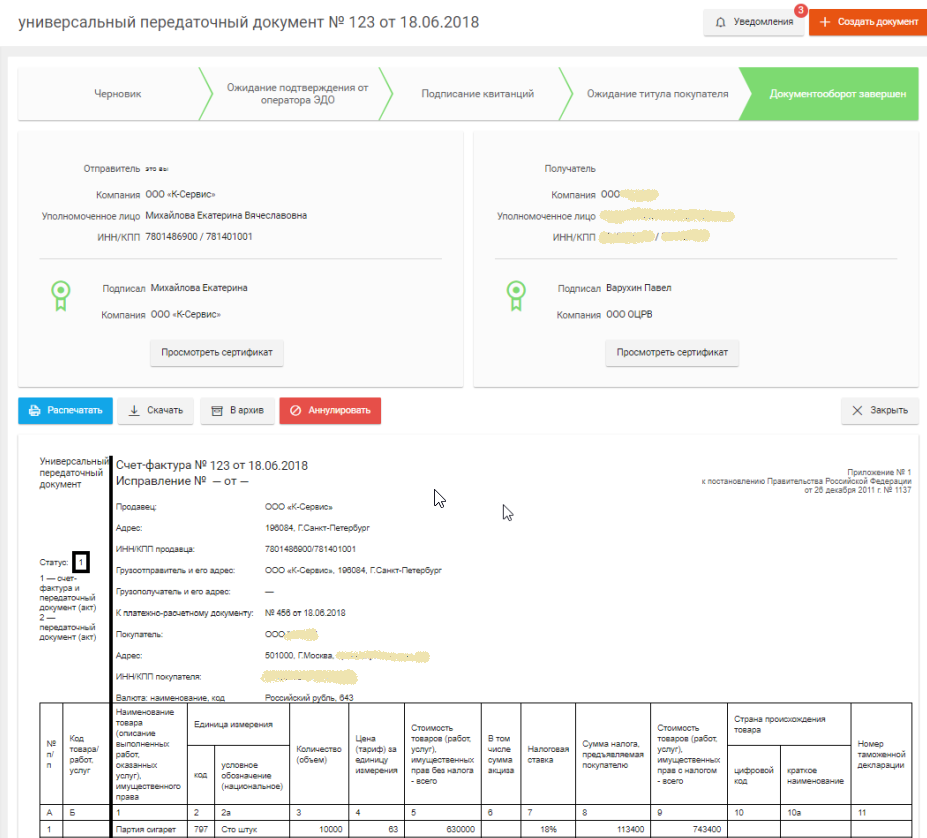 универсальный передаточный документ № 123 от 18.06.2018
Уведомления
3
Создать документ
Черновик
Ожидание подтверждения от
оператора ЭДО
Подписание квитанций
Ожидание титула покупателя
Документооборот завершен
Отправитель это вы
Компания ООО «К-Сервис»
Уполномоченное лицо Михайлова Екатерина Вячеславовна
ИНН/КПП 7801486900 / 781401001
Подписал Михайлова Екатерина
Компания ООО «К-Сервис»
Просмотреть сертификат
Получатель
Компания ООО
Уполномоченное лицо
ИНН/КПП /
Подписал Варухин Павел
Компания ООО ОЦРВ
Просмотреть сертификат
Распечатать
Скачать
В архив
Аннулировать
Закрыть
Универсальный
передаточный
документ
Статус: 1
1 — счет-
фактура и
передаточный
документ (акт)
2 —
передаточный
документ (акт)
Счет-фактура № 123 от 18.06.2018
Исправление № — от —
Приложение № 1
к постановлению Правительства Российской Федерации
от 26 декабря 2011 г. № 1137
Продавец: ООО «К-Сервис»
Адрес: 196084, Г.Санкт-Петербург
ИНН/КПП продавца: 7801486900/781401001
Грузоотправитель и его адрес: ООО «К-Сервис», 196084, Г.Санкт-Петербург
Грузополучатель и его адрес: —
К платежно-расчетному документу: № 456 от 18.06.2018
Покупатель: ООО
Адрес: 501000, Г.Москва,
ИНН/КПП покупателя:
Валюта: наименование, код Российский рубль, 643
№
п/
п
Код
товара/
работ,
услуг
Наименование
товара
(описание
выполненных
работ,
оказанных
услуг),
имущественного
права
Единица измерения
код
условное
обозначение
(национальное)
Количество
(объем)
Цена
(тариф) за
единицу
измерения
Стоимость
товаров (работ,
услуг),
имущественных
прав без налога
- всего
В том
числе
сумма
акциза
Налоговая
ставка
Сумма налога,
предъявляемая
покупателю
Стоимость
товаров (работ,
услуг),
имущественных
прав с налогом
- всего
Страна происхождения
товара
цифровой
код
краткое
наименование
Номер
таможенной
декларации
А Б 1 2 2а 3 4 5 6 7 8 9 10 10а 11
1 Партия сигарет 797 Сто штук 10000 63 630000 18% 113400 743400